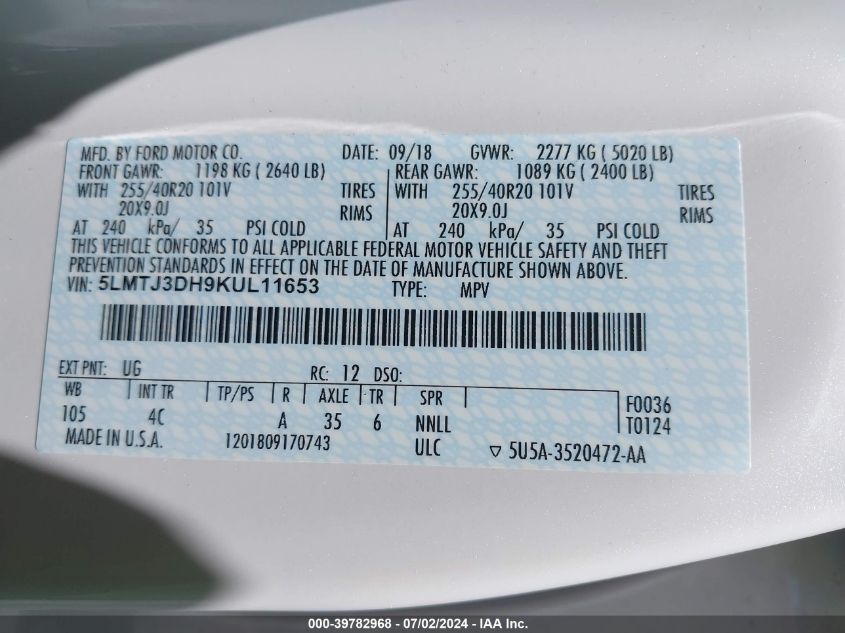 MFD. BY FORD MOTOR CO. DATE: 09/18 GVWR: 2277 KG ( 5020 LB)
FRONT GAWR: 1198 KG ( 2640 LB) REAR GAWR: 1089 KG ( 2400 LB)
WITH 255/40R20 101V TIRES WITH 255/40R20 101V TIRES
20X9.0J RIMS 20X9.0J RIMS
AT 240 kPa/ 35 PSI COLD AT 240 kPa/ 35 PSI COLD
THIS VEHICLE CONFORMS TO ALL APPLICABLE FEDERAL MOTOR VEHICLE SAFETY AND THEFT
PREVENTION STANDARDS IN EFFECT ON THE DATE OF MANUFACTURE SHOWN ABOVE.
VIN: 5LMTJ3DH9KUL11653 TYPE: MPV
EXT PNT: UG RC: 12 DSO:
WB INT TR TP/PS R AXLE TR SPR F0036
105 4C A 35 6 NNLL T0124
MADE IN U.S.A. 1201809170743 ULC ▽ 5U5A-3520472-AA
000-39782968 - 07/02/2024 - IAA Inc.